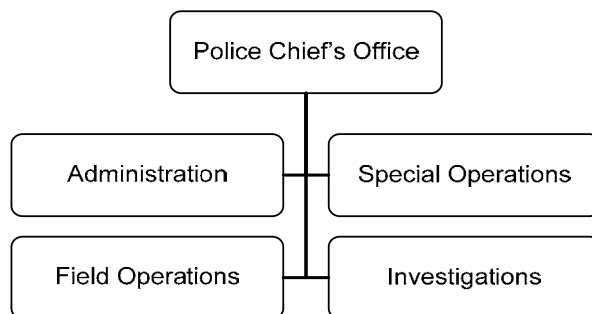 Police Chief’s Office
Administration
Special Operations
Field Operations
Investigations